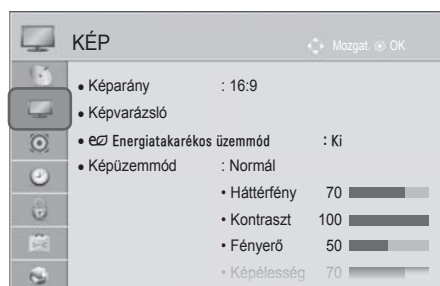 KÉP Mozgat. OK
• Képarány : 16:9
• Képvarázsló
• Energiatakarékos üzemmód : Ki
• Képüzemmód : Normál
• Háttérfény 70
• Kontraszt 100
• Fényerő 50
• Képélesség 70